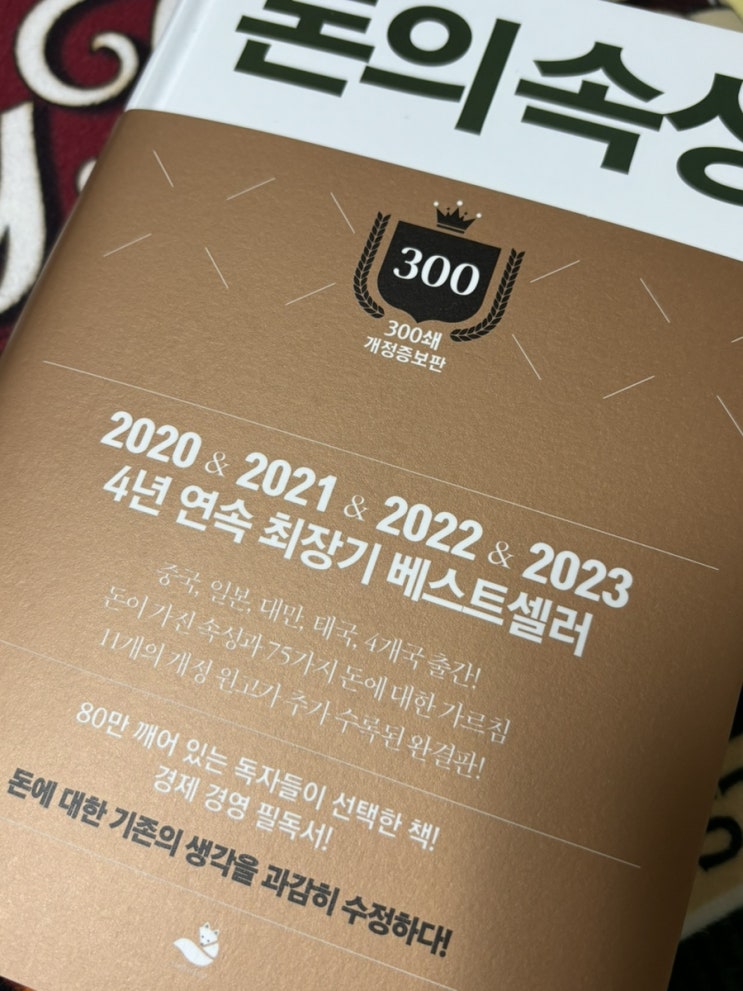 돈의 속성
300
300쇄
개정증보판
2020 & 2021 & 2022 & 2023
4년 연속 최장기 베스트셀러
중국, 일본, 대만, 태국, 4개국 출간!
돈이 가진 속성과 75가지 돈에 대한 가르침
11개의 개정 원고가 추가 수록된 완결판!
80만 깨어 있는 독자들이 선택한 책!
경제 경영 필독서!
돈에 대한 기존의 생각을 과감히 수정하다!